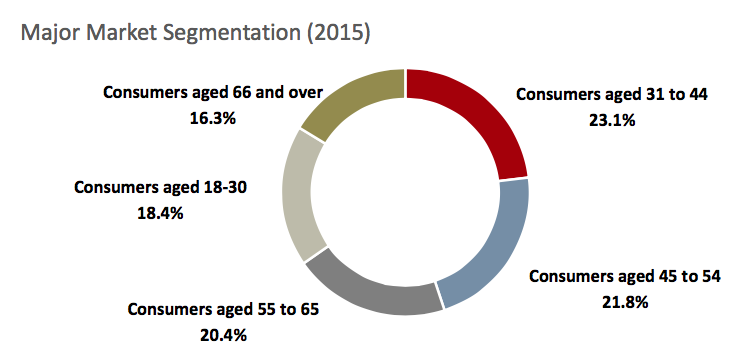 Major Market Segmentation (2015)
Consumers aged 66 and over
16.3%
Consumers aged 31 to 44
23.1%
Consumers aged 18-30
18.4%
Consumers aged 45 to 54
21.8%
Consumers aged 55 to 65
20.4%